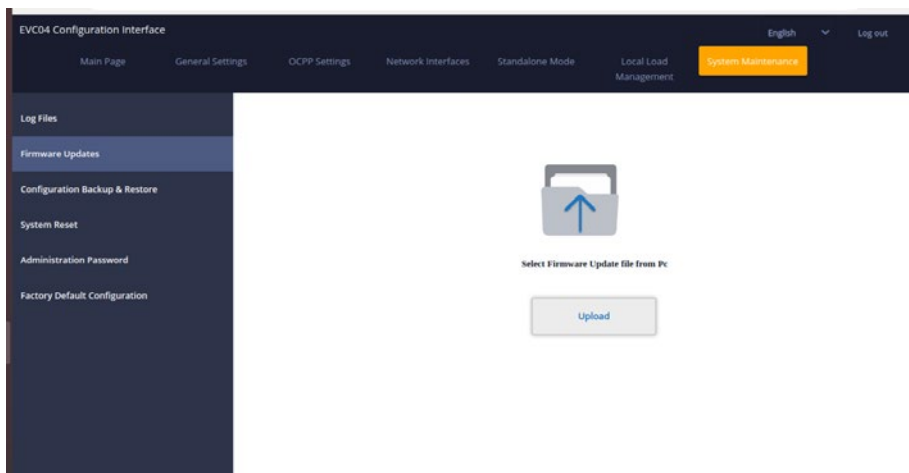 EVC04 Configuration Interface
English
Log out
Main Page
General Settings
OCPP Settings
Network Interfaces
Standalone Mode
Local Load
Management
System Maintenance
Log Files
Firmware Updates
Configuration Backup & Restore
System Reset
Administration Password
Factory Default Configuration
Select Firmware Update file from Pc
Upload